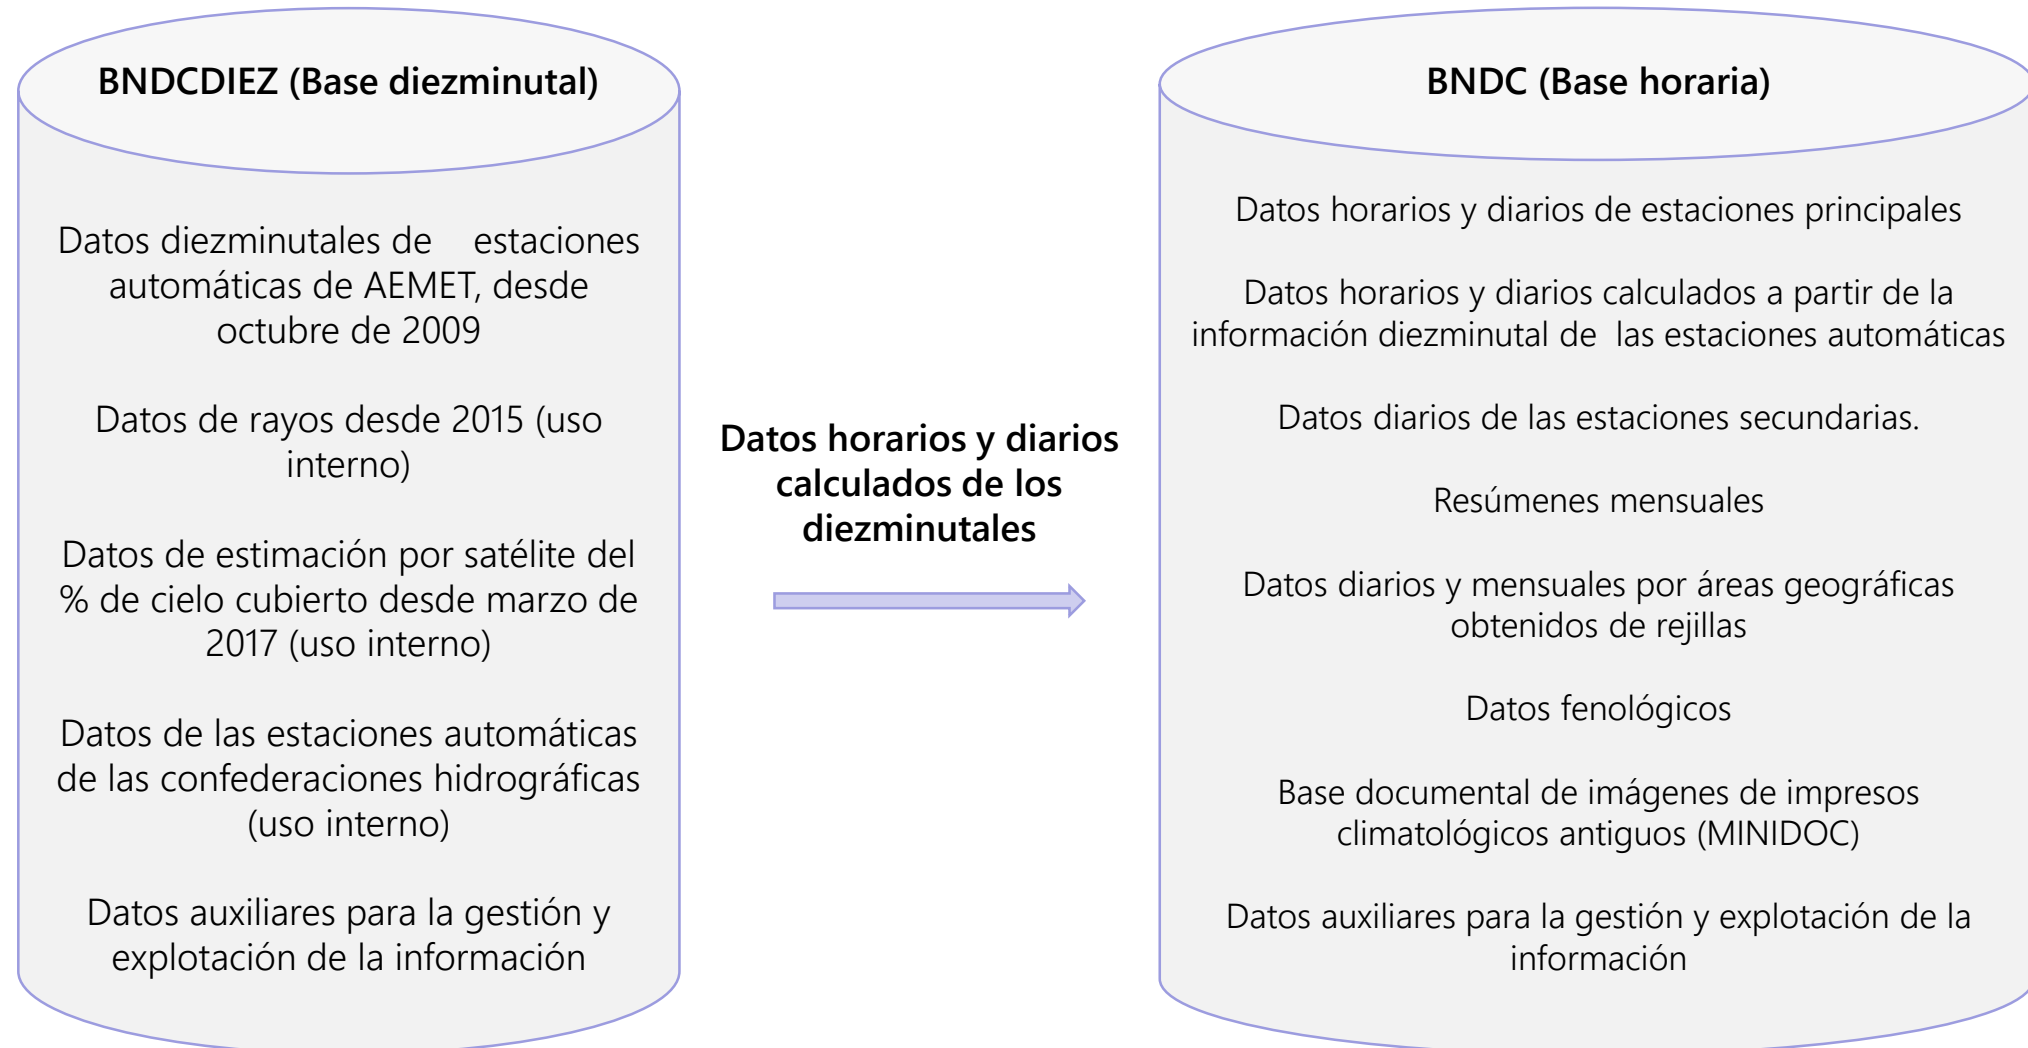 BNDCDIEZ (Base diezminutal)
Datos diezminutales de estaciones
automáticas de AEMET, desde
octubre de 2009
Datos de rayos desde 2015 (uso
interno)
Datos de estimación por satélite del
% de cielo cubierto desde marzo de
2017 (uso interno)
Datos de las estaciones automáticas
de las confederaciones hidrográficas
(uso interno)
Datos auxiliares para la gestión y
explotación de la información
Datos horarios y diarios
calculados de los
diezminutales
BNDC (Base horaria)
Datos horarios y diarios de estaciones principales
Datos horarios y diarios calculados a partir de la
información diezminutal de las estaciones automáticas
Datos diarios de las estaciones secundarias.
Resúmenes mensuales
Datos diarios y mensuales por áreas geográficas
obtenidos de rejillas
Datos fenológicos
Base documental de imágenes de impresos
climatológicos antiguos (MINIDOC)
Datos auxiliares para la gestión y explotación de la
información